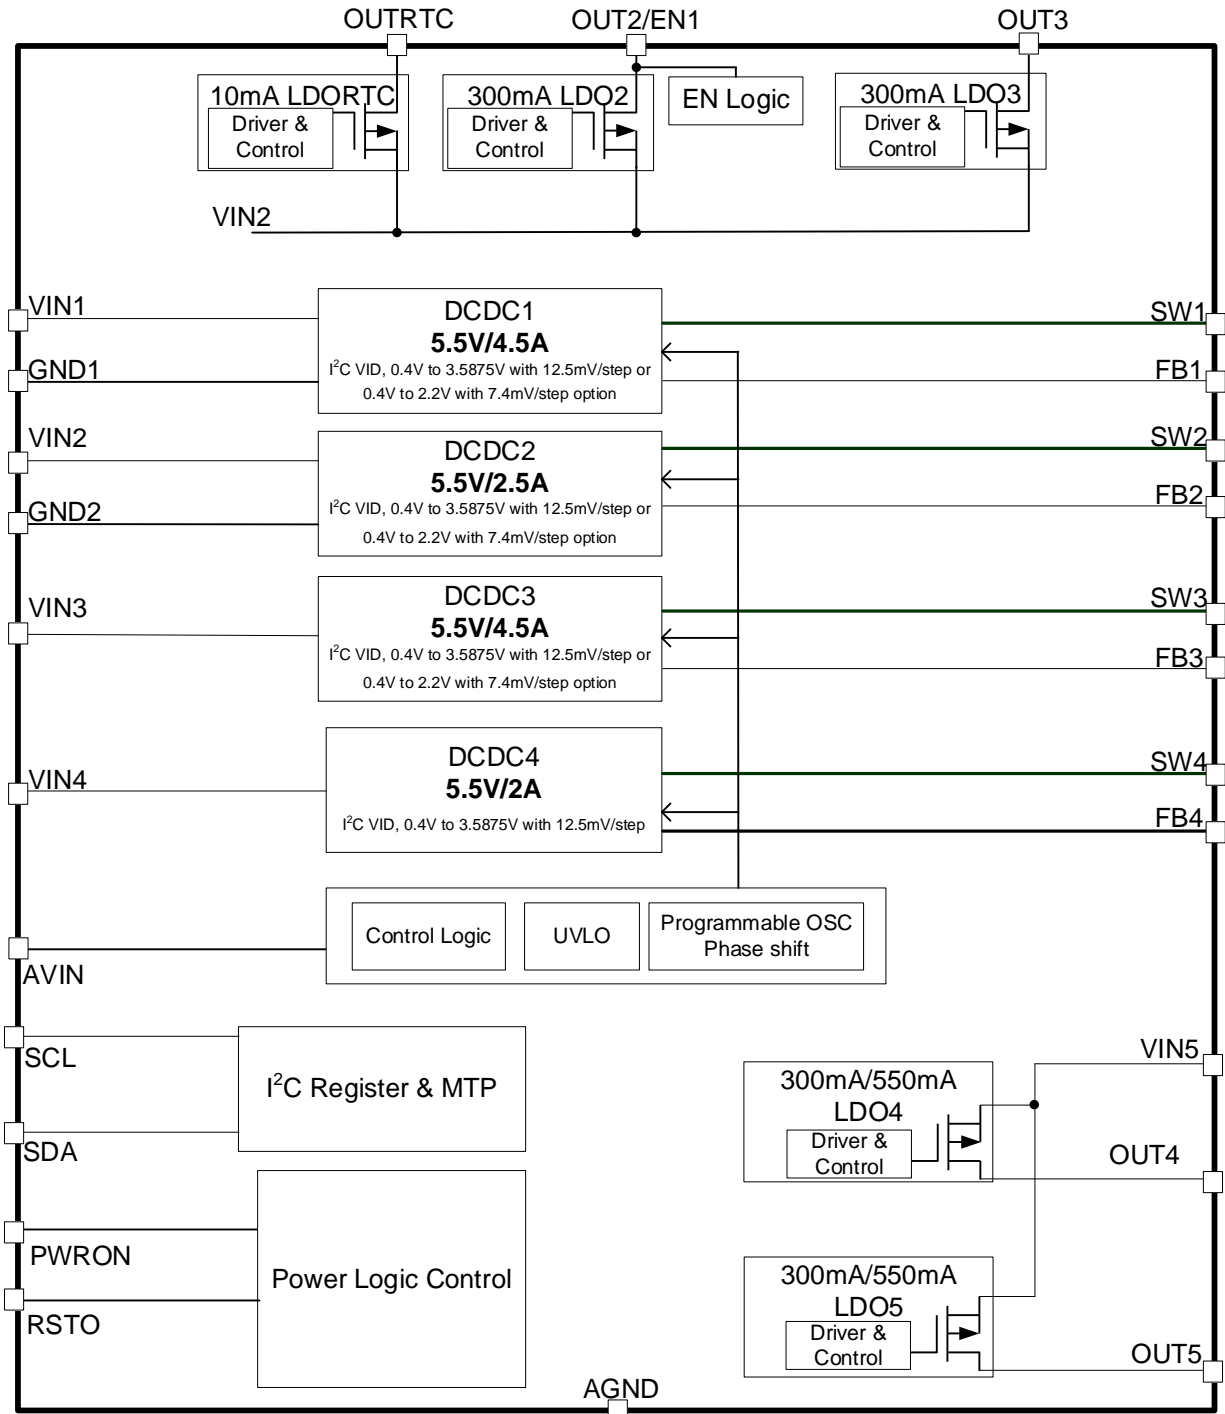 OUTRTC
OUT2/EN1
OUT3
10mA LDORTC
Driver &
Control
300mA LDO2
Driver &
Control
EN Logic
300mA LDO3
Driver &
Control
VIN2
VIN1
GND1
DCDC1
5.5V/4.5A
I²C VID, 0.4V to 3.5875V with 12.5mV/step or
0.4V to 2.2V with 7.4mV/step option
SW1
FB1
VIN2
GND2
DCDC2
5.5V/2.5A
I²C VID, 0.4V to 3.5875V with 12.5mV/step or
0.4V to 2.2V with 7.4mV/step option
SW2
FB2
VIN3
DCDC3
5.5V/4.5A
I²C VID, 0.4V to 3.5875V with 12.5mV/step or
0.4V to 2.2V with 7.4mV/step option
SW3
FB3
VIN4
DCDC4
5.5V/2A
I²C VID, 0.4V to 3.5875V with 12.5mV/step
SW4
FB4
AVIN
Control Logic
UVLO
Programmable OSC
Phase shift
SCL
SDA
I²C Register & MTP
PWRON
RSTO
Power Logic Control
VIN5
300mA/550mA
LDO4
Driver &
Control
OUT4
300mA/550mA
LDO5
Driver &
Control
OUT5
AGND